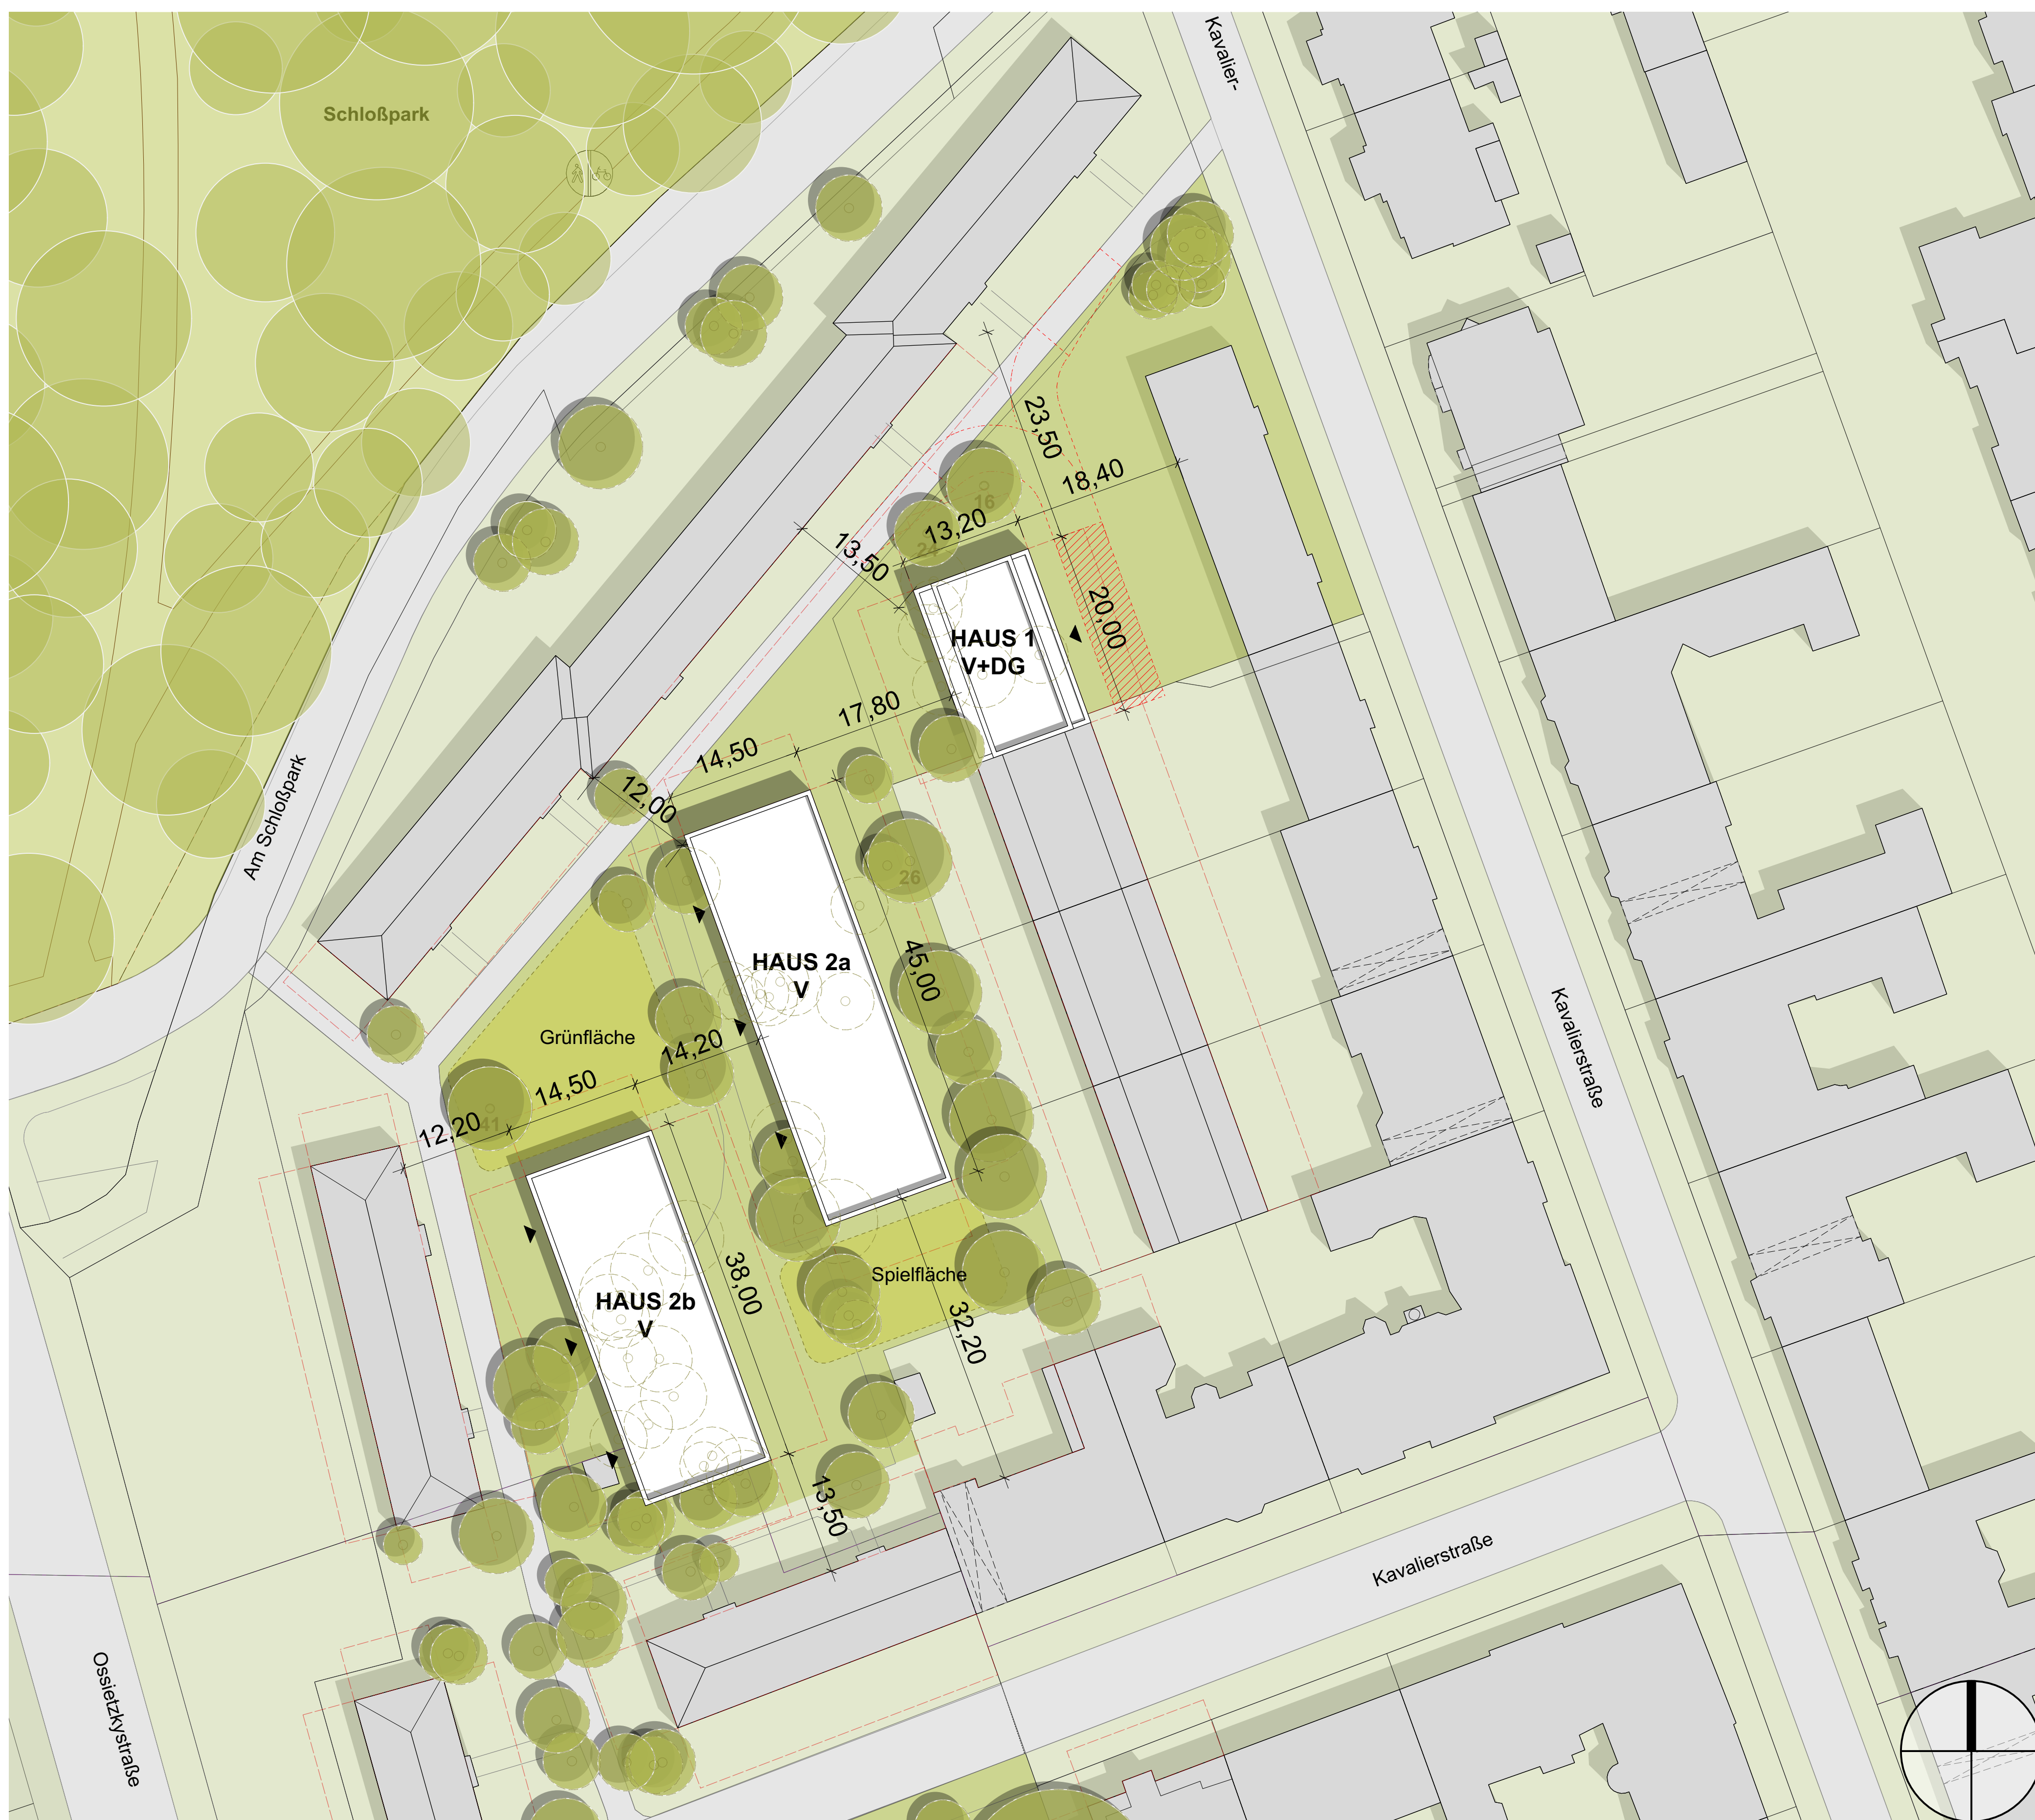 Kavalier-
Schloßpark
23,50
18,40
16
13,20
24
13,50
20,00
HAUS 1
V+DG
17,80
14,50
12,00
Am Schloßpark
26
HAUS 2a
V
45,00
Grünfläche
14,20
14,50
41
12,20
Kavalierstraße
Spielfläche
38,00
HAUS 2b
V
32,20
13,50
Kavalierstraße
Ossietzkystraße